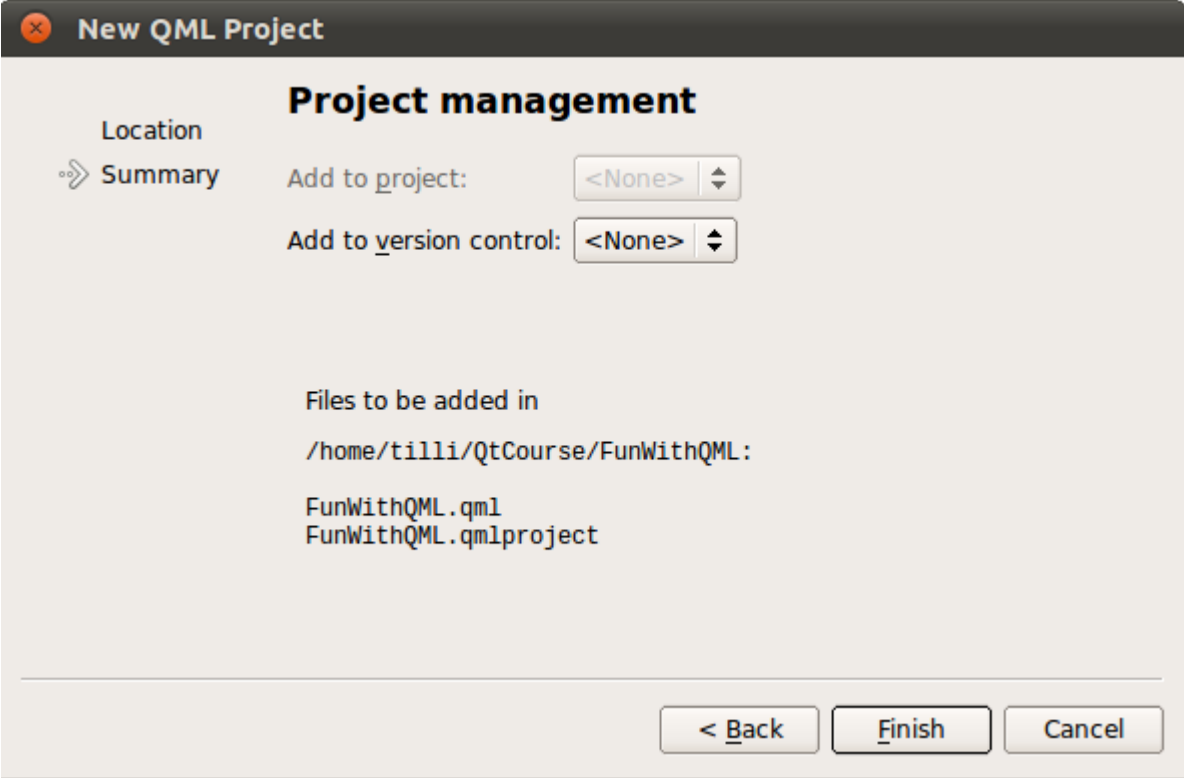 New QML Project
Project management
Location
Summary
Add to project: <None>
Add to version control: <None>
Files to be added in
/home/tilli/QtCourse/FunWithQML:
FunWithQML.qml
FunWithQML.qmlproject
< Back Finish Cancel